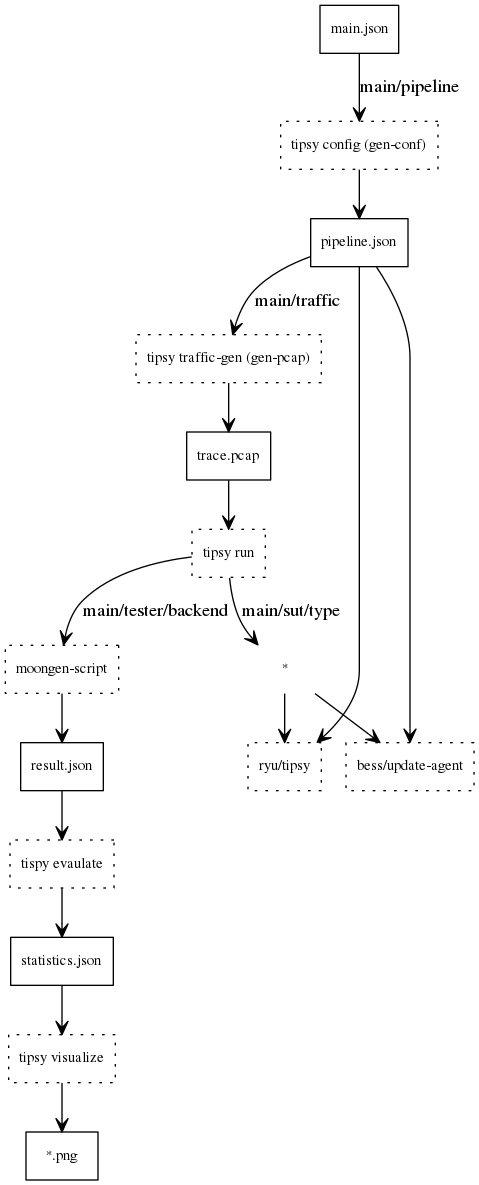 main.json
main/pipeline
tipsy config (gen-conf)
pipeline.json
main/traffic
tipsy traffic-gen (gen-pcap)
trace.pcap
tipsy run
main/tester/backend
main/sut/type
moongen-script
*
result.json
ryu/tipsy
bess/update-agent
tispy evaulate
statistics.json
tipsy visualize
*.png